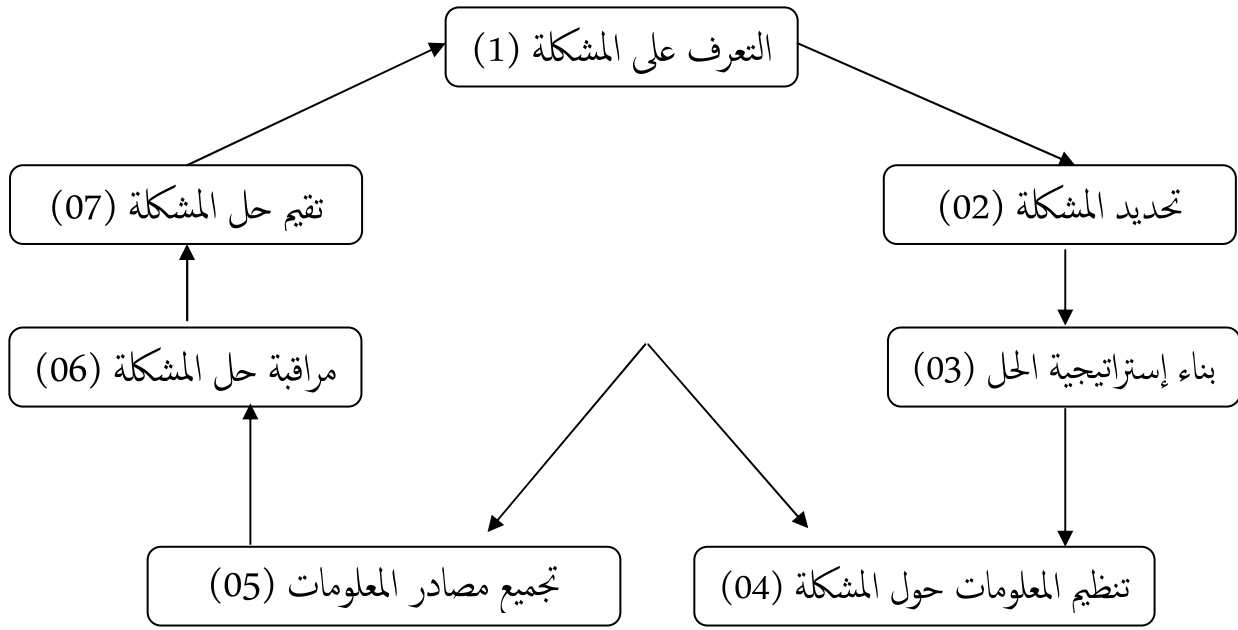 التعرف على المشكلة (1)
تحديد المشكلة (02)
بناء إستراتيجية الحل (03)
تنظيم المعلومات حول المشكلة (04)
تجميع مصادر المعلومات (05)
مراقبة حل المشكلة (06)
تقيم حل المشكلة (07)